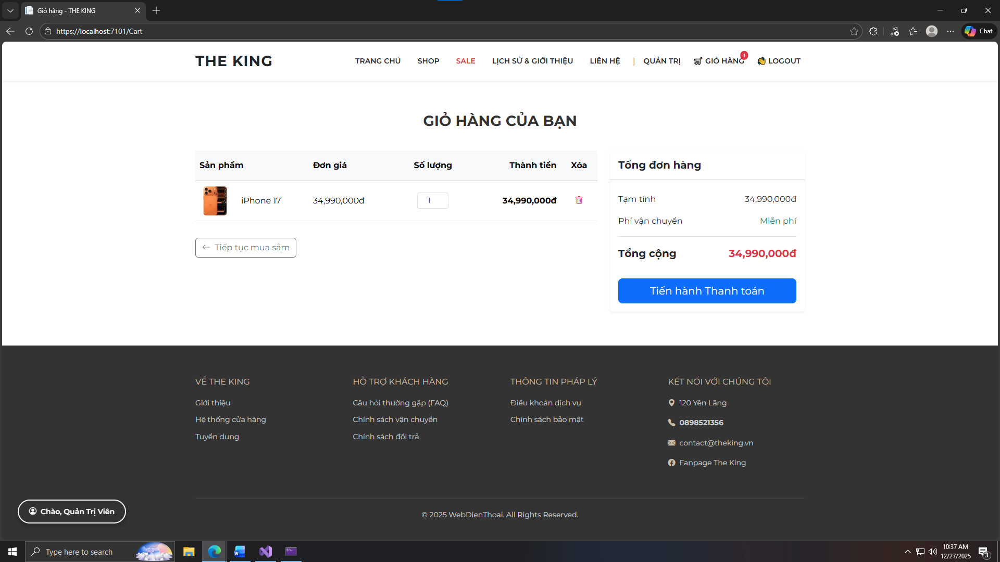 Giỏ hàng - THE KING
https://localhost:7101/Cart
Chat
THE KING
TRANG CHỦ
SHOP
SALE
LỊCH SỬ & GIỚI THIỆU
LIÊN HỆ
|
QUẢN TRỊ
GIỎ HÀNG
!
LOGOUT
GIỎ HÀNG CỦA BẠN
Sản phẩm Đơn giá Số lượng Thành tiền Xóa
iPhone 17 34,990,000đ 1 34,990,000đ
Tiếp tục mua sắm
Tổng đơn hàng
Tạm tính 34,990,000đ
Phí vận chuyển Miễn phí
Tổng cộng 34,990,000đ
Tiến hành Thanh toán
VỀ THE KING
Giới thiệu
Hệ thống cửa hàng
Tuyển dụng
HỖ TRỢ KHÁCH HÀNG
Câu hỏi thường gặp (FAQ)
Chính sách vận chuyển
Chính sách đổi trả
THÔNG TIN PHÁP LÝ
Điều khoản dịch vụ
Chính sách bảo mật
KẾT NỐI VỚI CHÚNG TÔI
120 Yên Lãng
0898521356
contact@theking.vn
Fanpage The King
Chào, Quản Trị Viên
© 2025 WebDienThoai. All Rights Reserved.
Type here to search
10:37 AM
12/27/2025
3